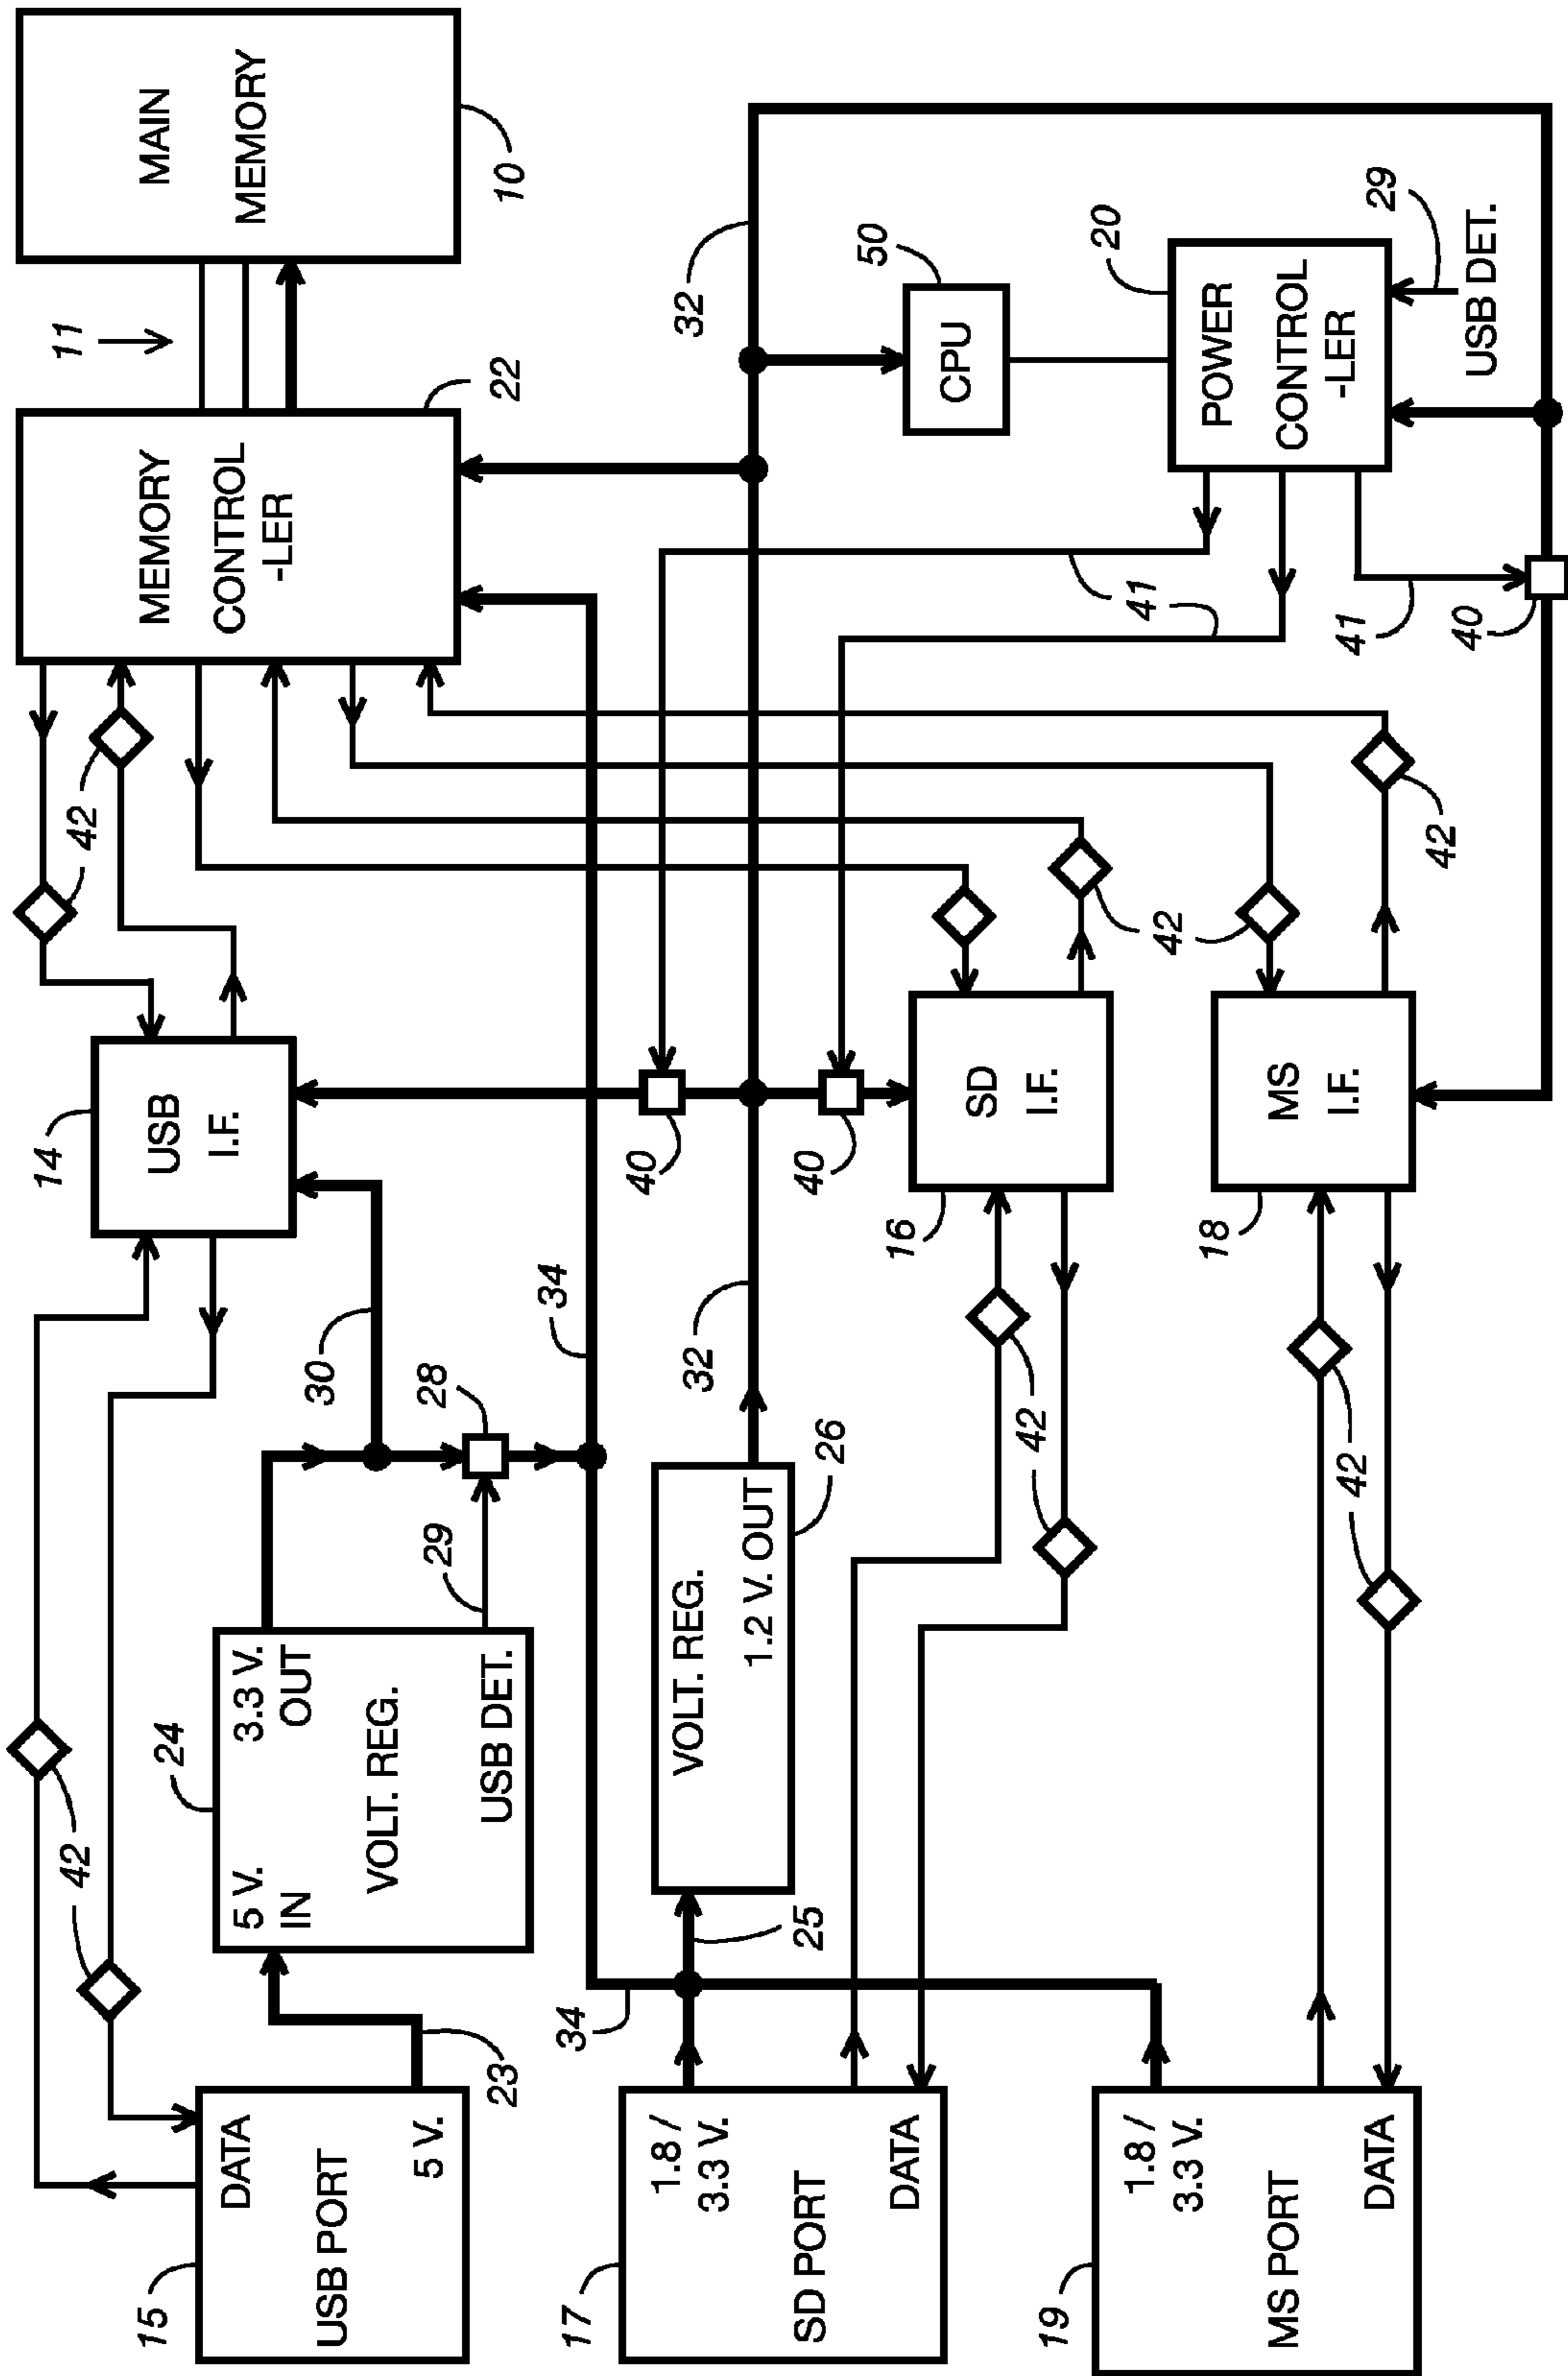 15
DATA
USB PORT
5 V.
23
42
24
5 V.
IN
3.3 V.
OUT
VOLT. REG.
USB DET.
29
28
30
14
USB
I.F.
42
MEMORY
CONTROL
-LER
22
11
MAIN
MEMORY
10
17
1.8 /
3.3 V.
SD PORT
DATA
34
25
VOLT. REG.
1.2 V. OUT
26
34
32
40
40
32
42
16
SD
I.F.
42
41
50
CPU
20
POWER
CONTROL
-LER
29
USB DET.
41
40
19
1.8 /
3.3 V.
MS PORT
DATA
42
18
MS
I.F.
42